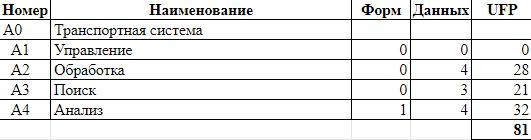 Номер Наименование Форм Данных UFP
A0 Транспортная система
A1 Управление 0 0 0
A2 Обработка 0 4 28
A3 Поиск 0 3 21
A4 Анализ 1 4 32
81